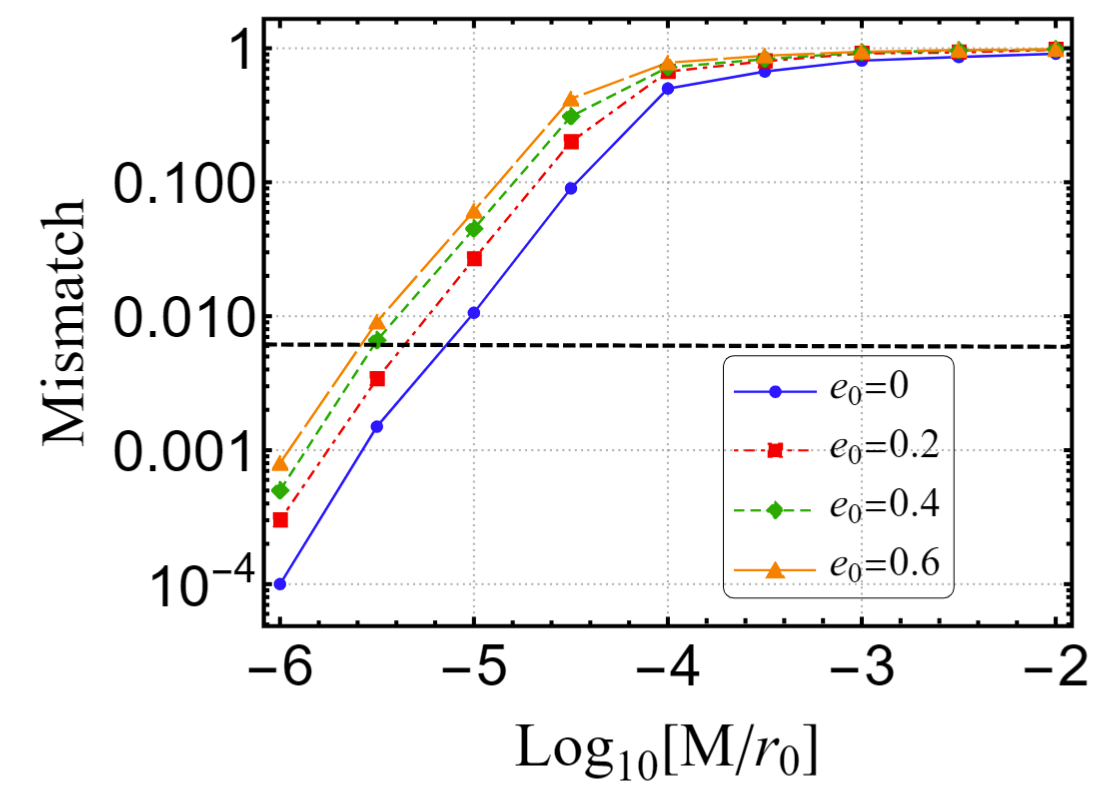 Mismatch
1
0.100
0.010
0.001
10⁻⁴
e₀=0
e₀=0.2
e₀=0.4
e₀=0.6
−6 −5 −4 −3 −2
Log₁₀[M/r₀]